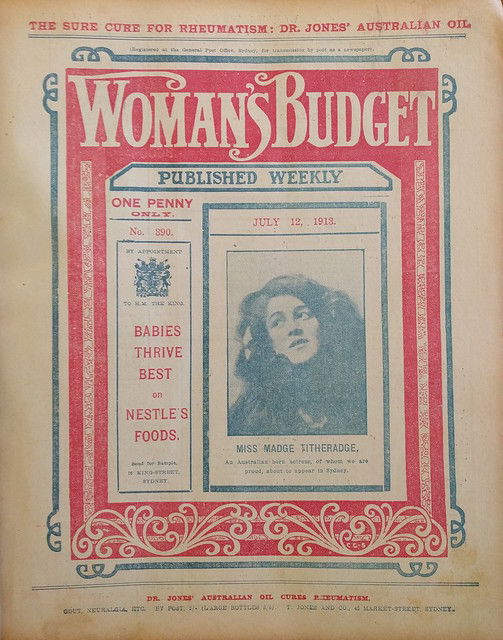 THE SURE CURE FOR RHEUMATISM: DR. JONES' AUSTRALIAN OIL.
(Registered at the General Post Office, Sydney, for transmission by post as a newspaper).
WOMAN'S BUDGET
PUBLISHED WEEKLY
ONE PENNY
ONLY.
No. 390.
BY APPOINTMENT
TO H.M. THE KING.
BABIES
THRIVE
BEST
on
NESTLE'S
FOODS.
Send for Sample,
KING-STREET,
SYDNEY
JULY 12, 1913.
MISS MADGE TITHERADGE,
An Australian born actress, of whom we are
proud, about to appear in Sydney.
DR. JONES' AUSTRALIAN OIL CURES RHEUMATISM,
GOUT, NEURALGIA, ETC. BY POST, 1/- (LARGE BOTTLES T. JONES AND CO., MARKET-STREET, SYDNEY.